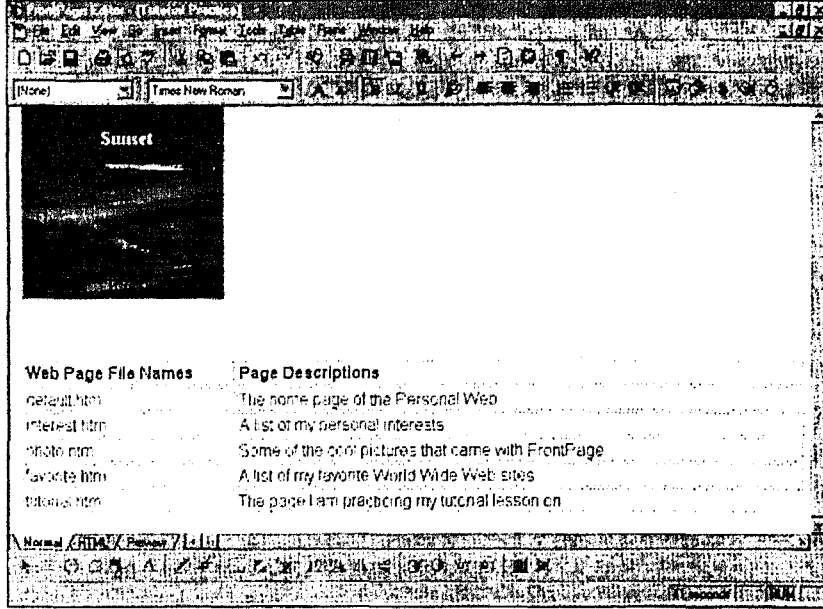 FrontPage Editor - [Tutorial Practice]
File Edit View Go Insert Format Tools Table Frame Window Help
(None) Times New Roman
Sunset
Web Page File Names Page Descriptions
default.htm The home page of the Personal Web
interest.htm A list of my personal interests
photo.htm Some of the cool pictures that came with FrontPage
favorite.htm A list of my favorite World Wide Web sites
tutorial.htm The page I am practicing my tutorial lesson on
Normal HTML Preview
seconds NUM